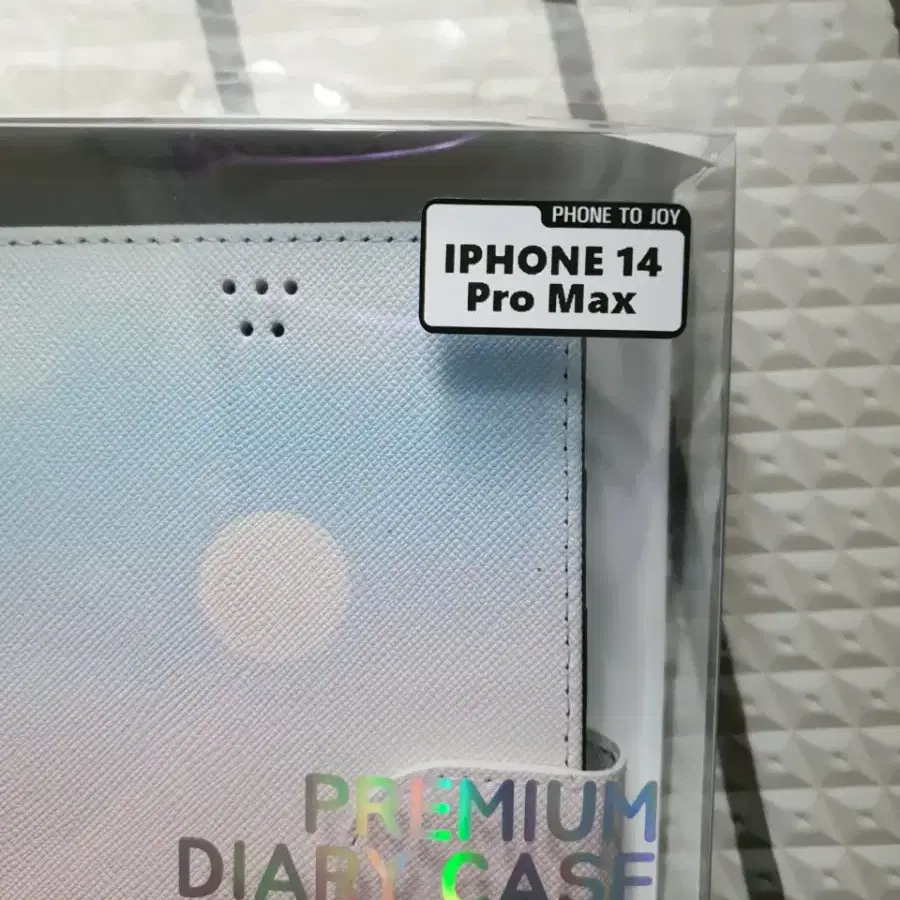 PHONE TO JOY
IPHONE 14
Pro Max
PREMIUM
DIARY CASE